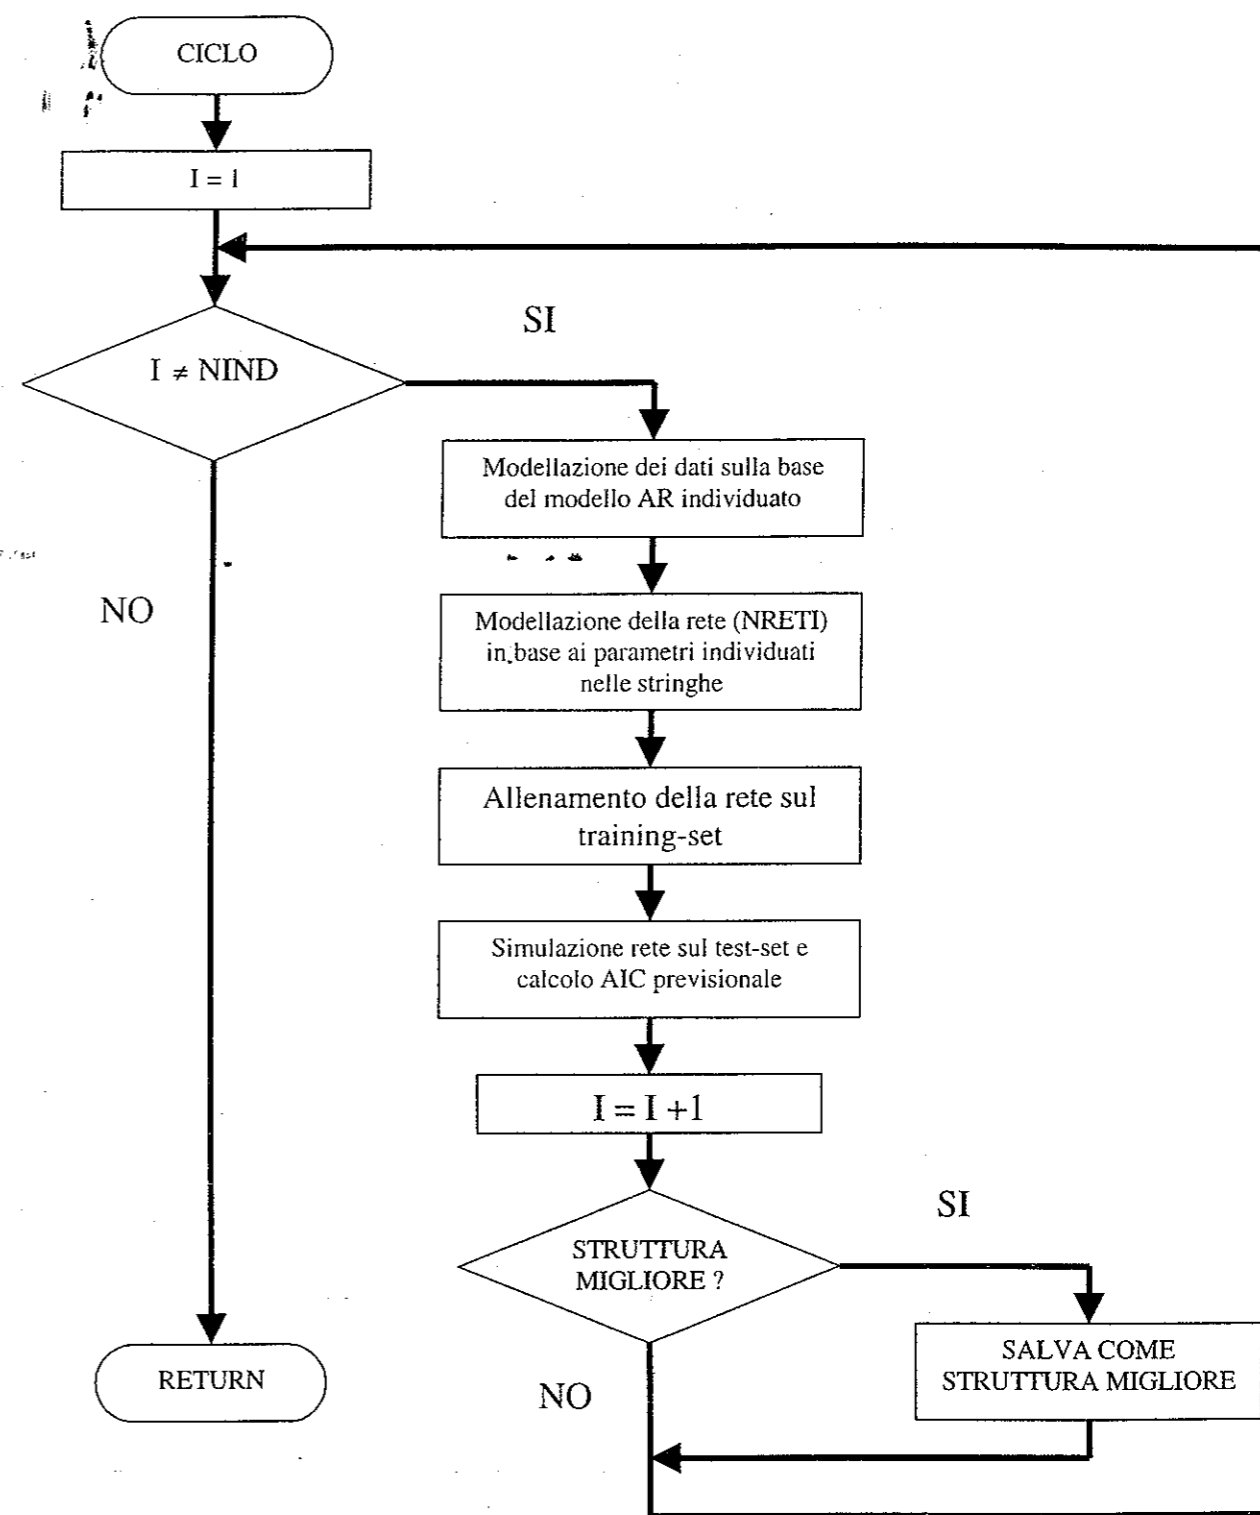 CICLO
I = 1
SI
I ≠ NIND
Modellazione dei dati sulla base
del modello AR individuato
NO
Modellazione della rete (NRETI)
in base ai parametri individuati
nelle stringhe
Allenamento della rete sul
training-set
Simulazione rete sul test-set e
calcolo AIC previsionale
I = I +1
SI
STRUTTURA
MIGLIORE ?
SALVA COME
STRUTTURA MIGLIORE
RETURN
NO